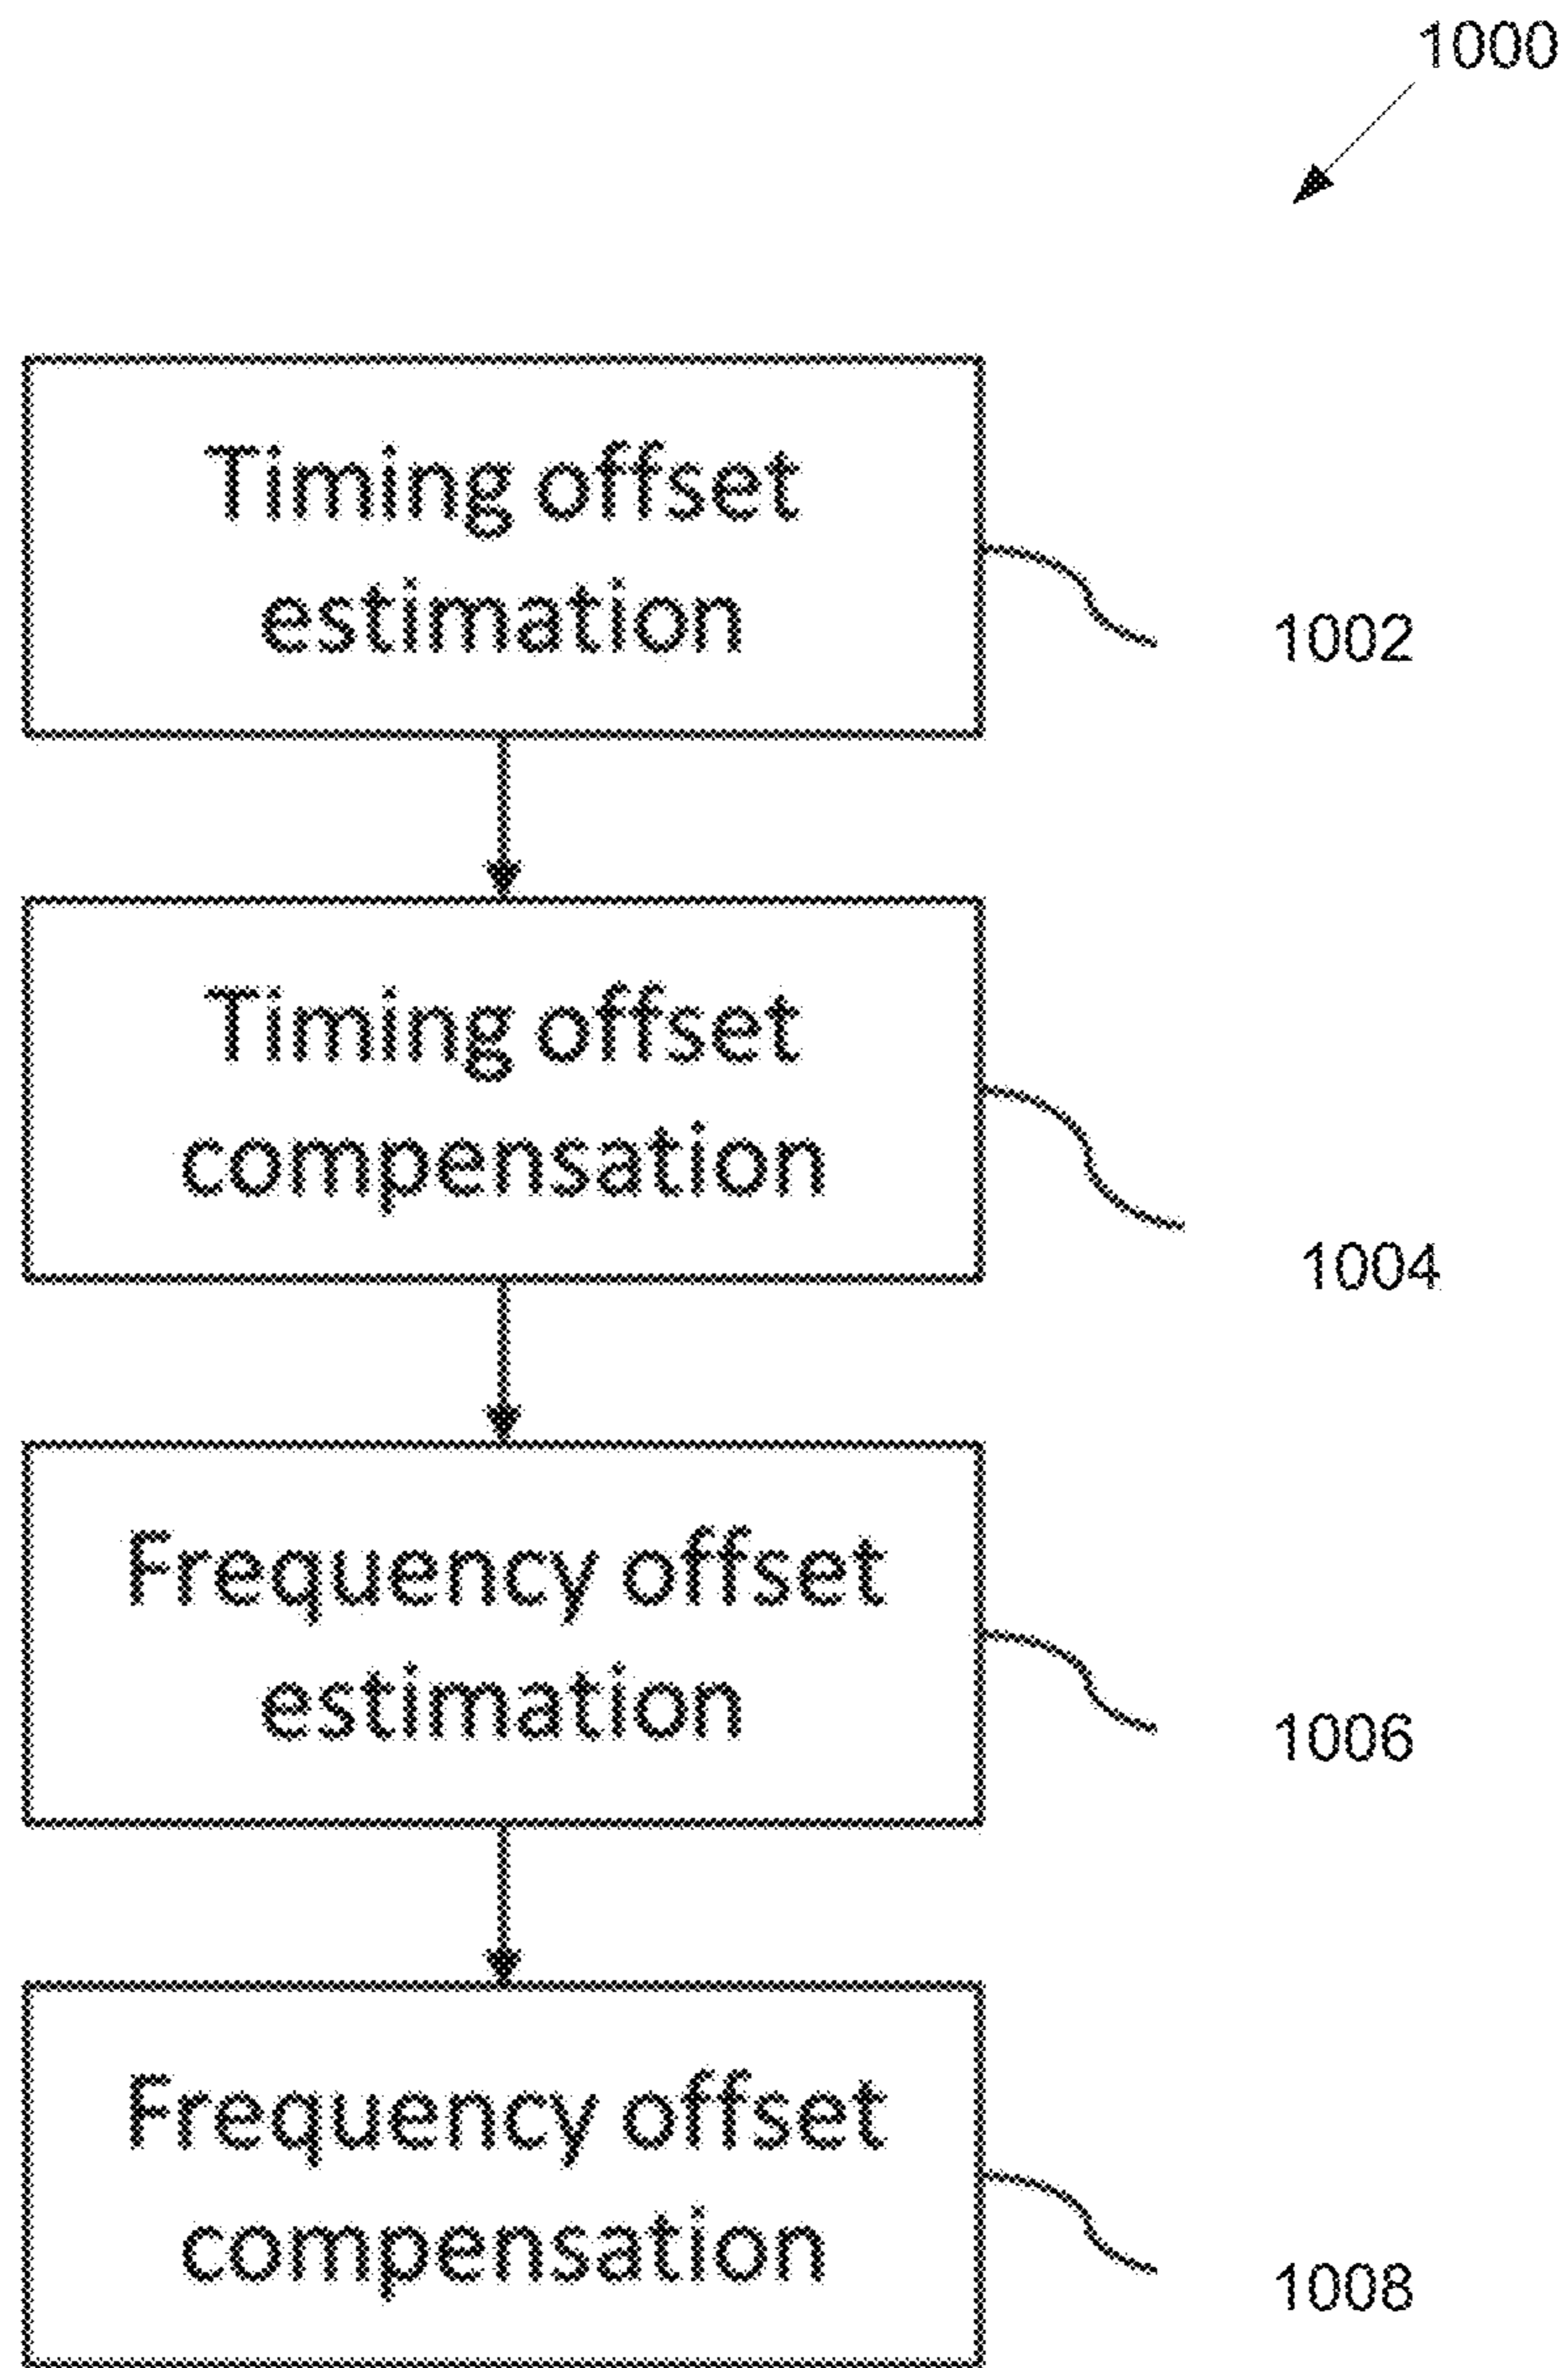 1000
Timing offset
estimation
1002
Timing offset
compensation
1004
Frequency offset
estimation
1006
Frequency offset
compensation
1008